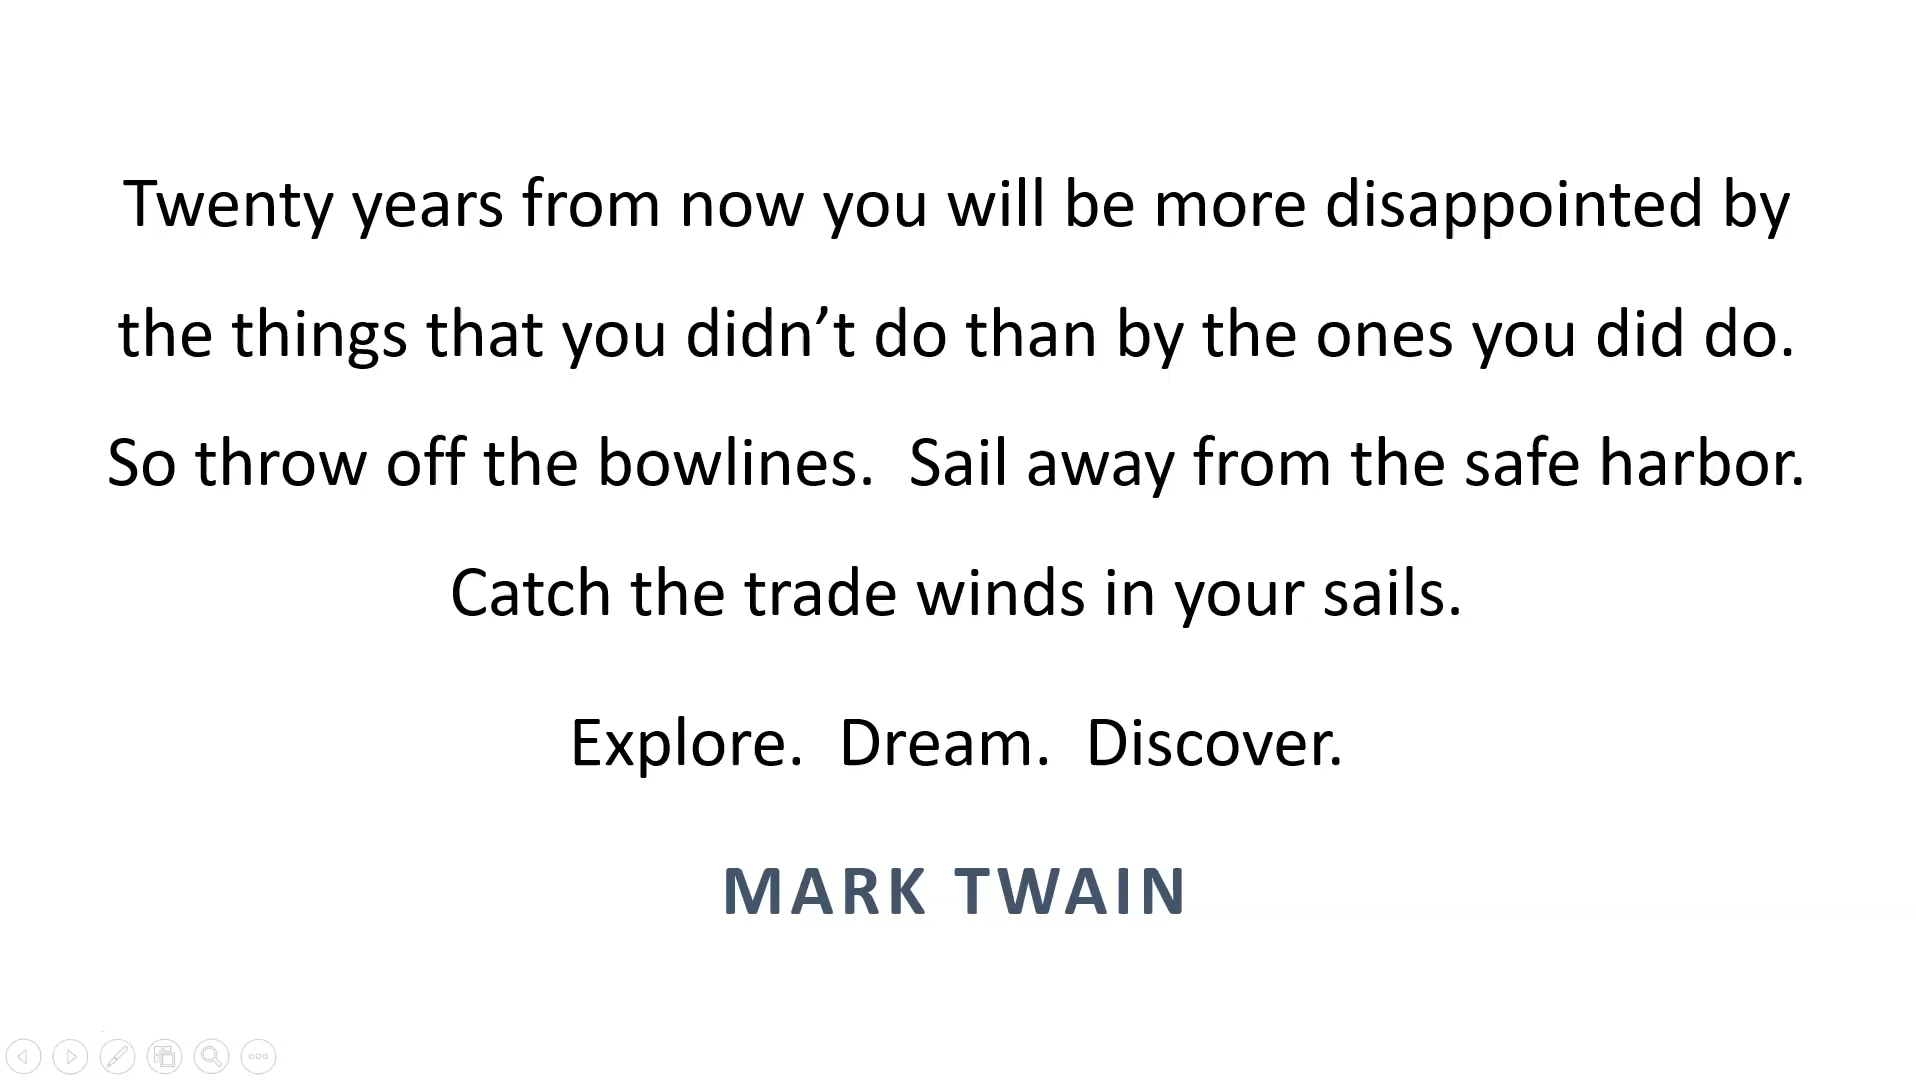 Twenty years from now you will be more disappointed by
the things that you didn’t do than by the ones you did do.
So throw off the bowlines.  Sail away from the safe harbor.
Catch the trade winds in your sails.
Explore.  Dream.  Discover.
MARK TWAIN